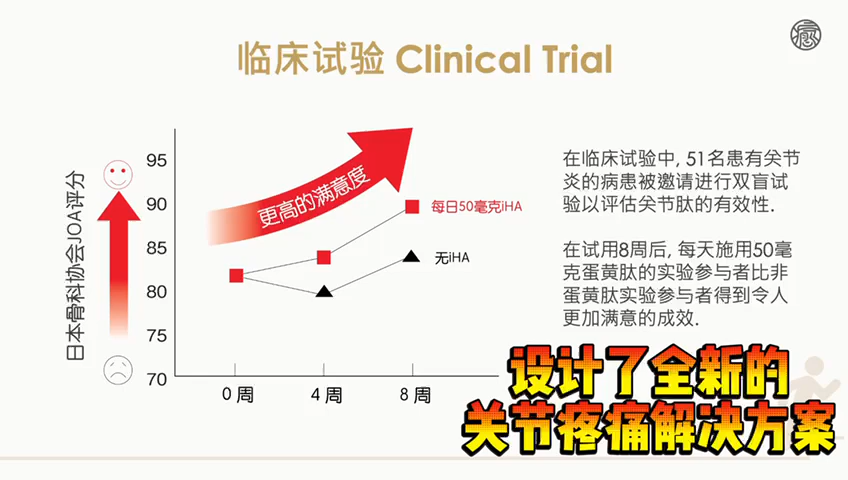 临床试验 Clinical Trial
日本骨科协会JOA评分
95
90
85
80
75
70
0周
4周
8周
更高的满意度
每日50毫克iHA
无iHA
在临床试验中, 51名患有关节
炎的病患被邀请进行双盲试
验以评估关节肽的有效性.
在试用8周后, 每天施用50毫
克蛋黄肽的实验参与者比非
蛋黄肽实验参与者得到令人
更加满意的成效.
设计了全新的
关节疼痛解决方案